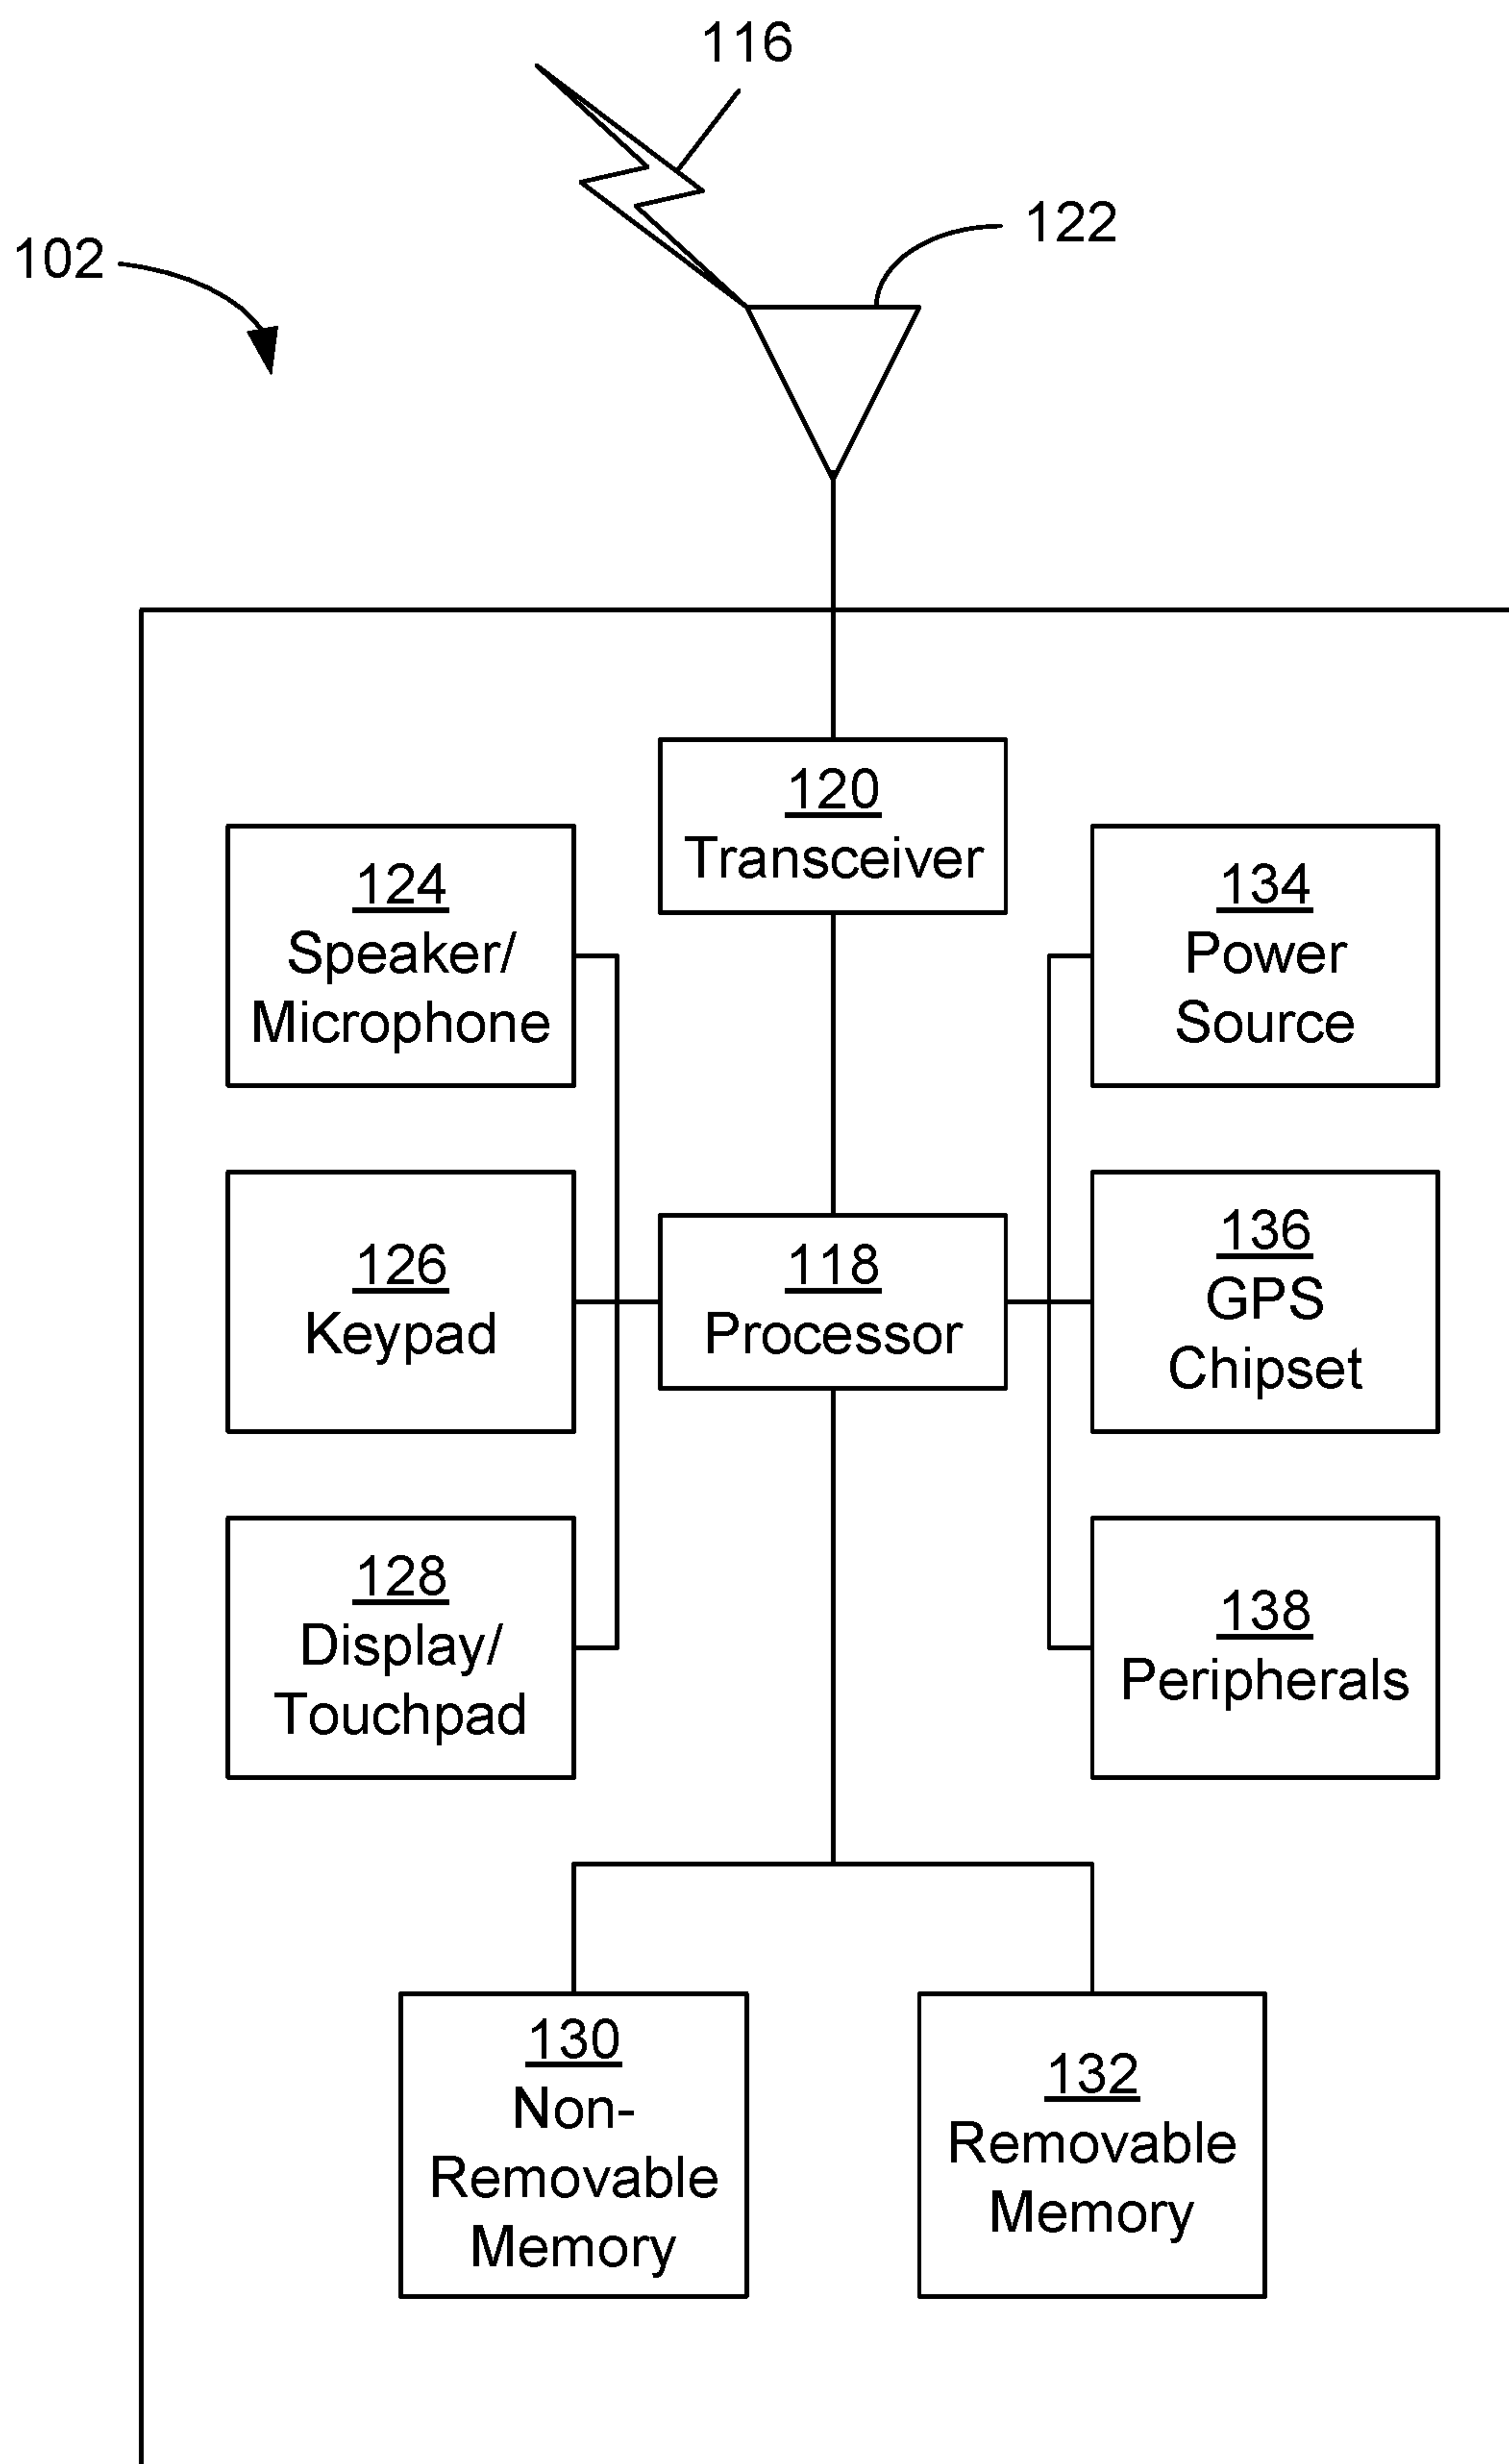 116
122
102
120
Transceiver
124
Speaker/
Microphone
134
Power
Source
126
Keypad
118
Processor
136
GPS
Chipset
128
Display/
Touchpad
138
Peripherals
130
Non-
Removable
Memory
132
Removable
Memory